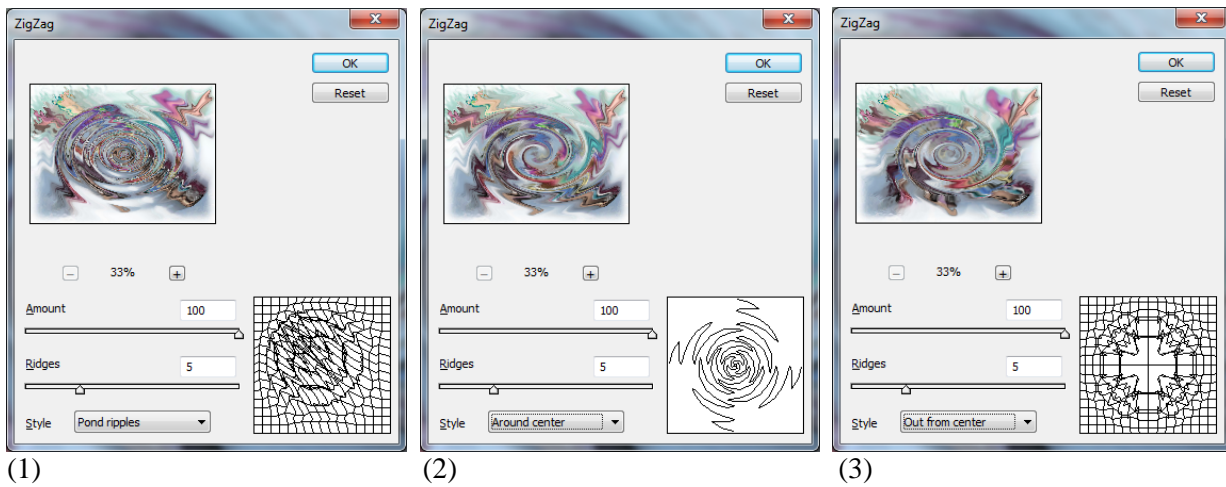 ZigZag
x
OK
Reset
− 33% +
Amount 100
Ridges 5
Style Pond ripples
(1)
ZigZag
x
OK
Reset
− 33% +
Amount 100
Ridges 5
Style Around center
(2)
ZigZag
x
OK
Reset
− 33% +
Amount 100
Ridges 5
Style Out from center
(3)